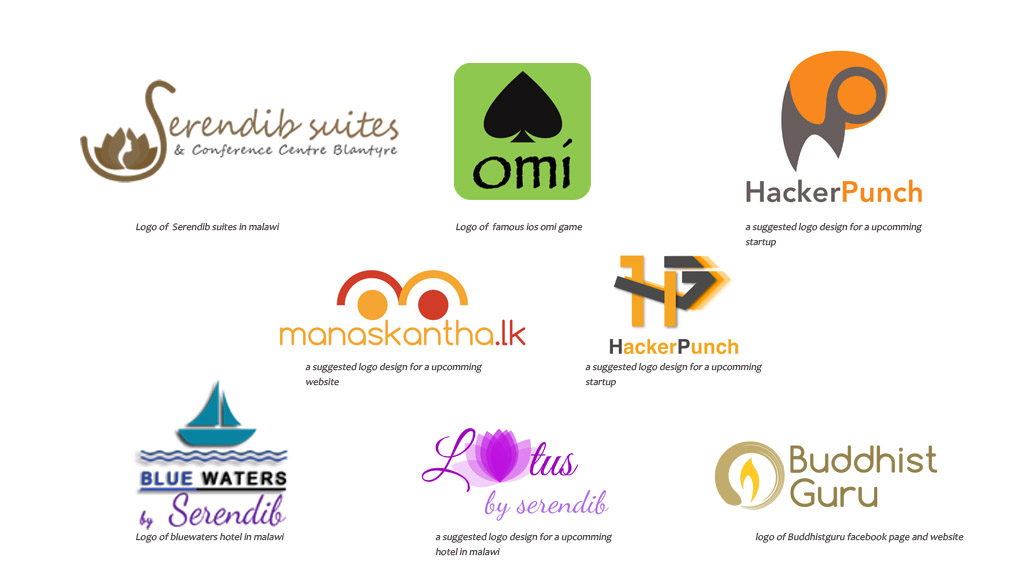 Serendib suites
& Conference Centre Blantyre
Logo of Serendib suites in malawi
omí
Logo of famous ios omi game
HackerPunch
a suggested logo design for a upcomming
startup
manaskantha.lk
a suggested logo design for a upcomming
website
HP
HackerPunch
a suggested logo design for a upcomming
startup
BLUE WATERS
by Serendib
Logo of bluewaters hotel in malawi
Lotus
by serendib
a suggested logo design for a upcomming
hotel in malawi
Buddhist
Guru
logo of Buddhistguru facebook page and website